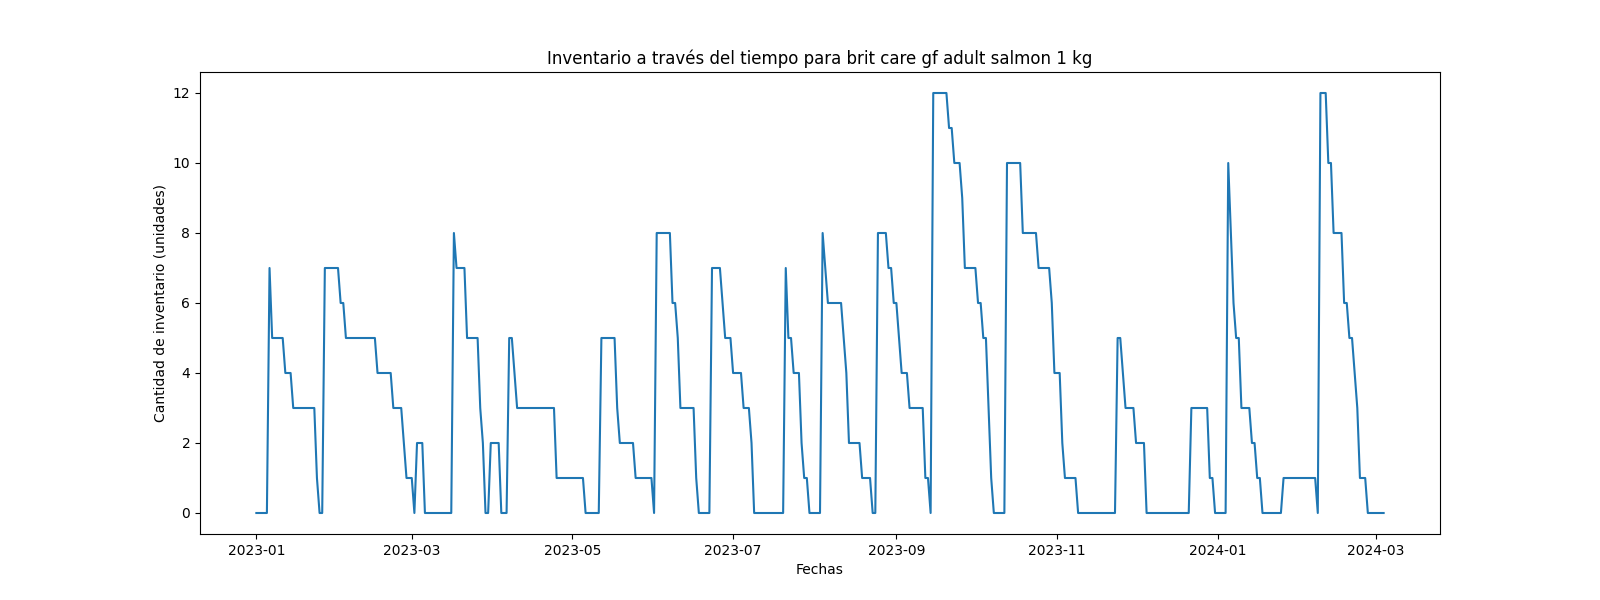 Inventario a través del tiempo para brit care gf adult salmon 1 kg
Cantidad de inventario (unidades)
12
10
8
6
4
2
0
2023-01 2023-03 2023-05 2023-07 2023-09 2023-11 2024-01 2024-03
Fechas